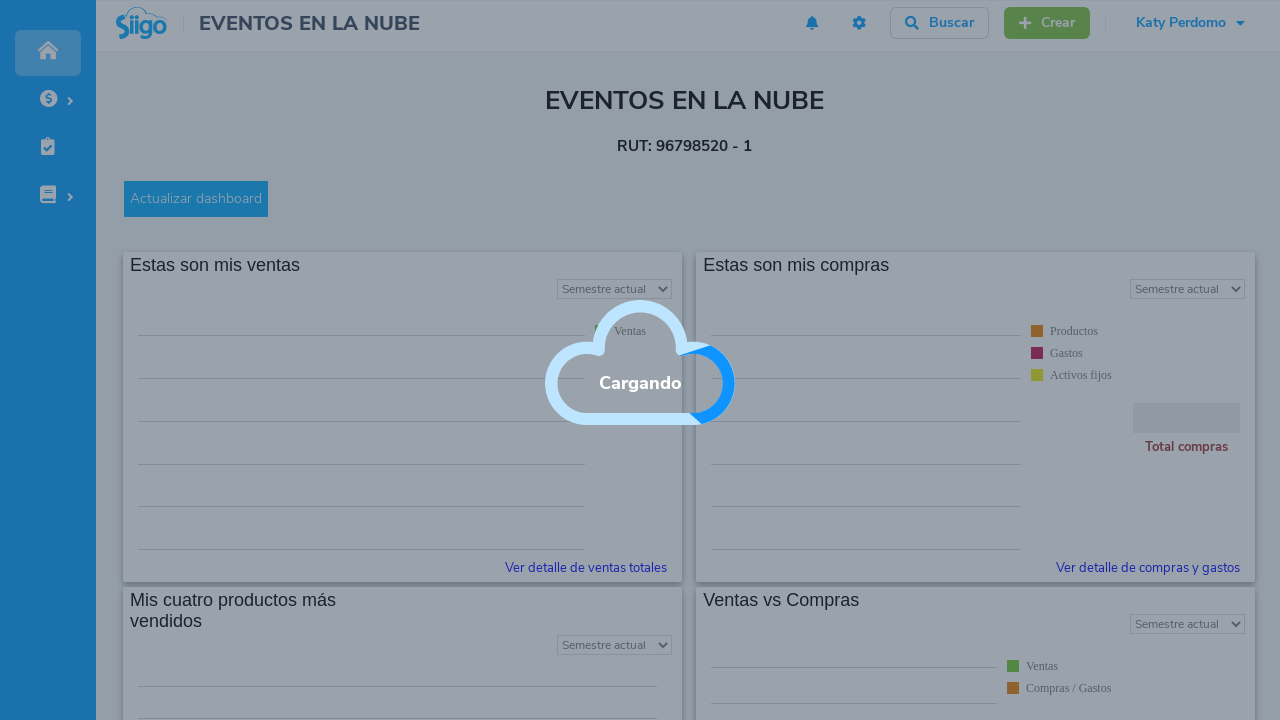 Siigo
EVENTOS EN LA NUBE
Buscar
Crear
Katy Perdomo
EVENTOS EN LA NUBE
RUT: 96798520 - 1
Actualizar dashboard
Estas son mis ventas
Semestre actual
Ventas
Ver detalle de ventas totales
Estas son mis compras
Semestre actual
Productos
Gastos
Activos fijos
Total compras
Ver detalle de compras y gastos
Cargando
Mis cuatro productos más
vendidos
Semestre actual
Ventas vs Compras
Semestre actual
Ventas
Compras / Gastos